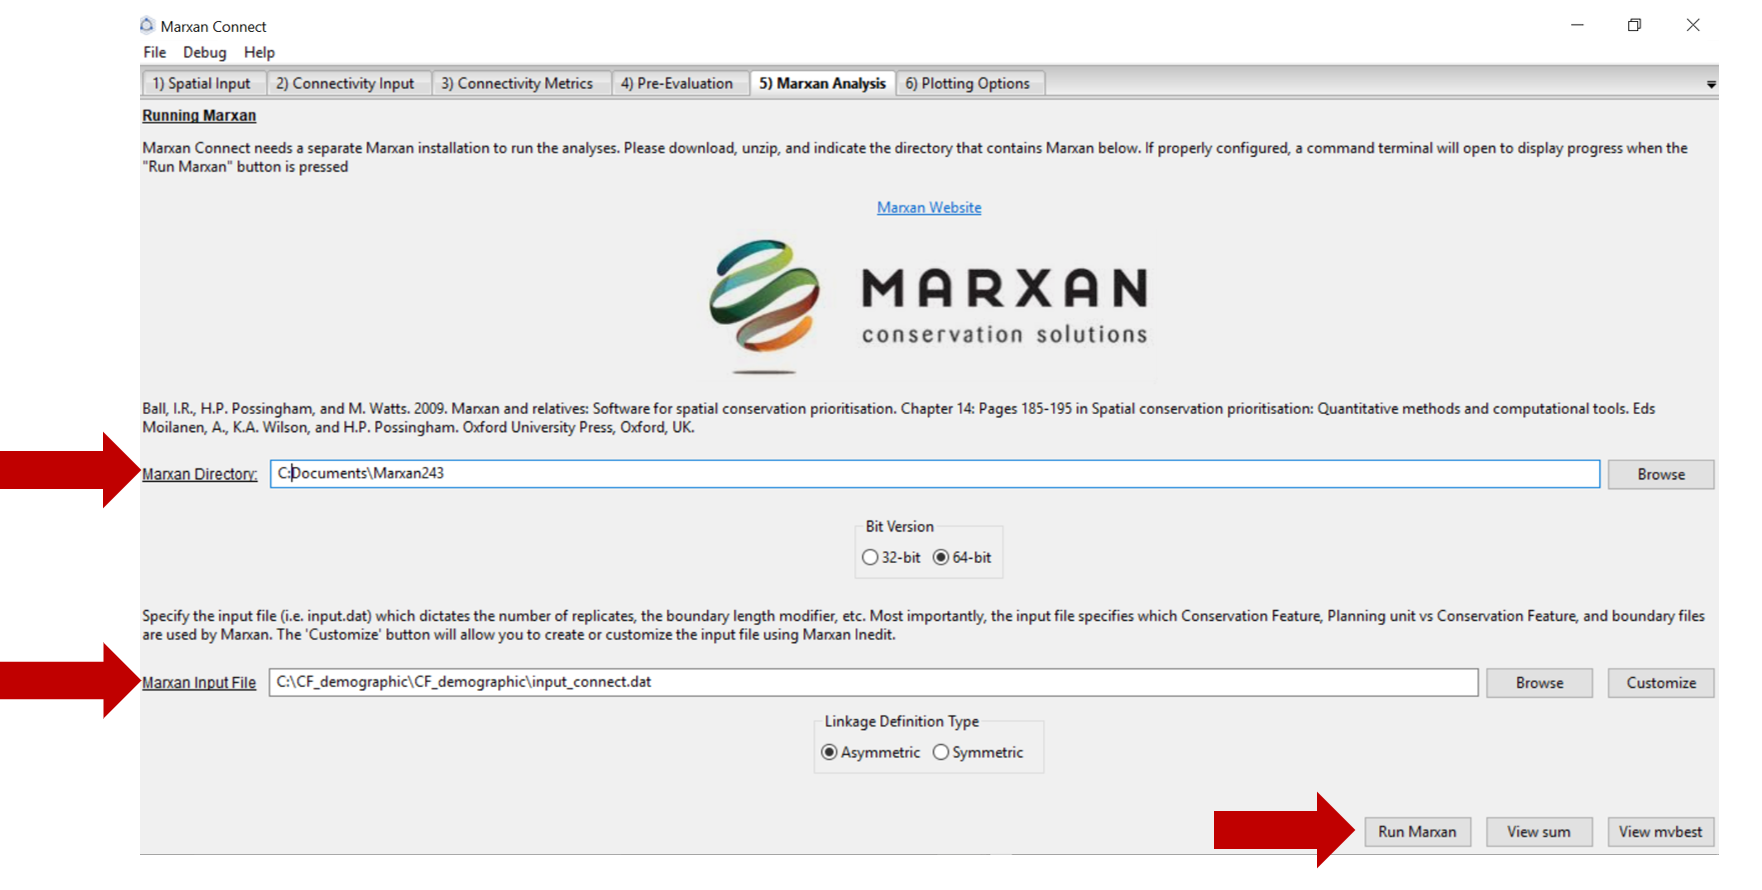 Marxan Connect
File Debug Help
1) Spatial Input 2) Connectivity Input 3) Connectivity Metrics 4) Pre-Evaluation 5) Marxan Analysis 6) Plotting Options
Running Marxan
Marxan Connect needs a separate Marxan installation to run the analyses. Please download, unzip, and indicate the directory that contains Marxan below. If properly configured, a command terminal will open to display progress when the
"Run Marxan" button is pressed
Marxan Website
MARXAN
conservation solutions
Ball, I.R., H.P. Possingham, and M. Watts. 2009. Marxan and relatives: Software for spatial conservation prioritisation. Chapter 14: Pages 185-195 in Spatial conservation prioritisation: Quantitative methods and computational tools. Eds
Moilanen, A., K.A. Wilson, and H.P. Possingham. Oxford University Press, Oxford, UK.
Marxan Directory: C:Documents\Marxan243 Browse
Bit Version
32-bit 64-bit
Specify the input file (i.e. input.dat) which dictates the number of replicates, the boundary length modifier, etc. Most importantly, the input file specifies which Conservation Feature, Planning unit vs Conservation Feature, and boundary files
are used by Marxan. The 'Customize' button will allow you to create or customize the input file using Marxan Inedit.
Marxan Input File C:\CF_demographic\CF_demographic\input_connect.dat Browse Customize
Linkage Definition Type
Asymmetric Symmetric
Run Marxan View sum View mvbest